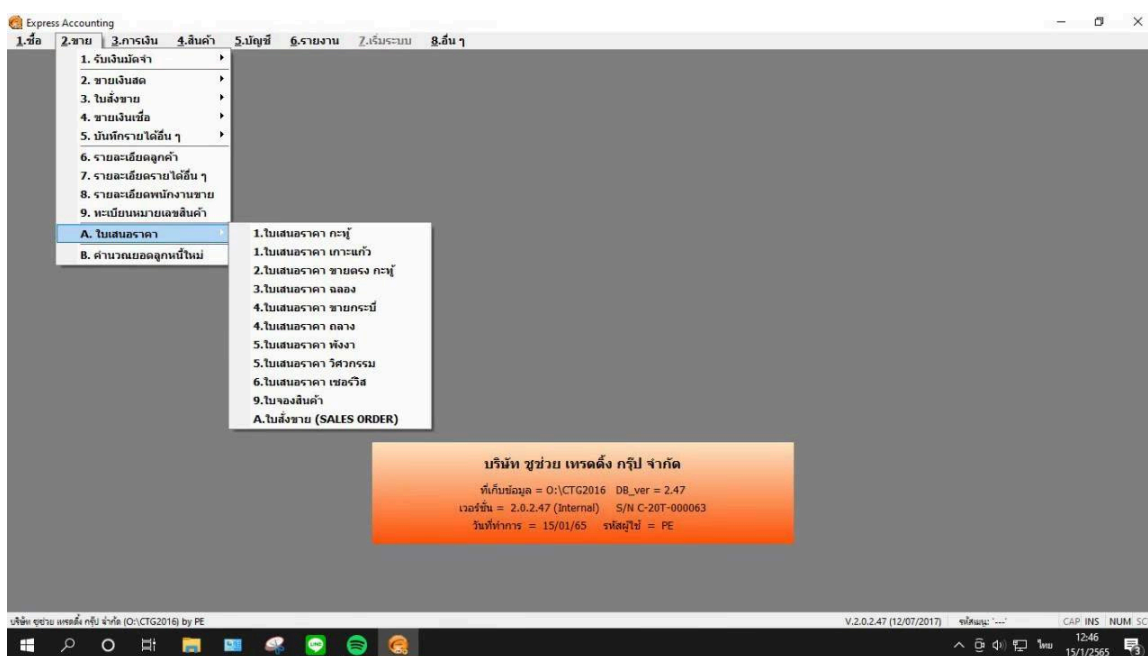 Express Accounting
1.ซื้อ 2.ขาย 3.การเงิน 4.สินค้า 5.บัญชี 6.รายงาน 7.เริ่มระบบ 8.อื่น ๆ
1. รับเงินมัดจำ
2. ขายเงินสด
3. ใบสั่งขาย
4. ขายเงินเชื่อ
5. บันทึกรายได้อื่น ๆ
6. รายละเอียดลูกค้า
7. รายละเอียดรายได้อื่น ๆ
8. รายละเอียดพนักงานขาย
9. ทะเบียนหมายเลขสินค้า
A. ใบเสนอราคา
B. คำนวณยอดลูกหนี้ใหม่
1.ใบเสนอราคา กะทู้
1.ใบเสนอราคา เกาะแก้ว
2.ใบเสนอราคา ขายตรง กะทู้
3.ใบเสนอราคา ฉลอง
4.ใบเสนอราคา ขายกระบี่
4.ใบเสนอราคา ถลาง
5.ใบเสนอราคา พังงา
5.ใบเสนอราคา วิศวกรรม
6.ใบเสนอราคา เซอร์วิส
9.ใบจองสินค้า
A.ใบสั่งขาย (SALES ORDER)
บริษัท ชูช่วย เทรดดิ้ง กรุ๊ป จำกัด
ที่เก็บข้อมูล = O:\CTG2016 DB_ver = 2.47
เวอร์ชั่น = 2.0.2.47 (Internal) S/N C-20T-000063
วันที่ทำการ = 15/01/65 รหัสผู้ใช้ = PE
บริษัท ชูช่วย เทรดดิ้ง กรุ๊ป จำกัด (O:\CTG2016) by PE
V.2.0.2.47 (12/07/2017) รหัสเมนู: '---' CAP INS NUM SC
ไทย 12:46
15/1/2565
3